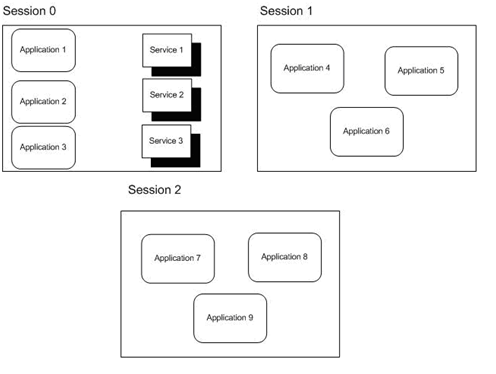 Session 0
Session 1
Application 1
Service 1
Application 2
Service 2
Application 3
Service 3
Application 4
Application 5
Application 6
Session 2
Application 7
Application 8
Application 9